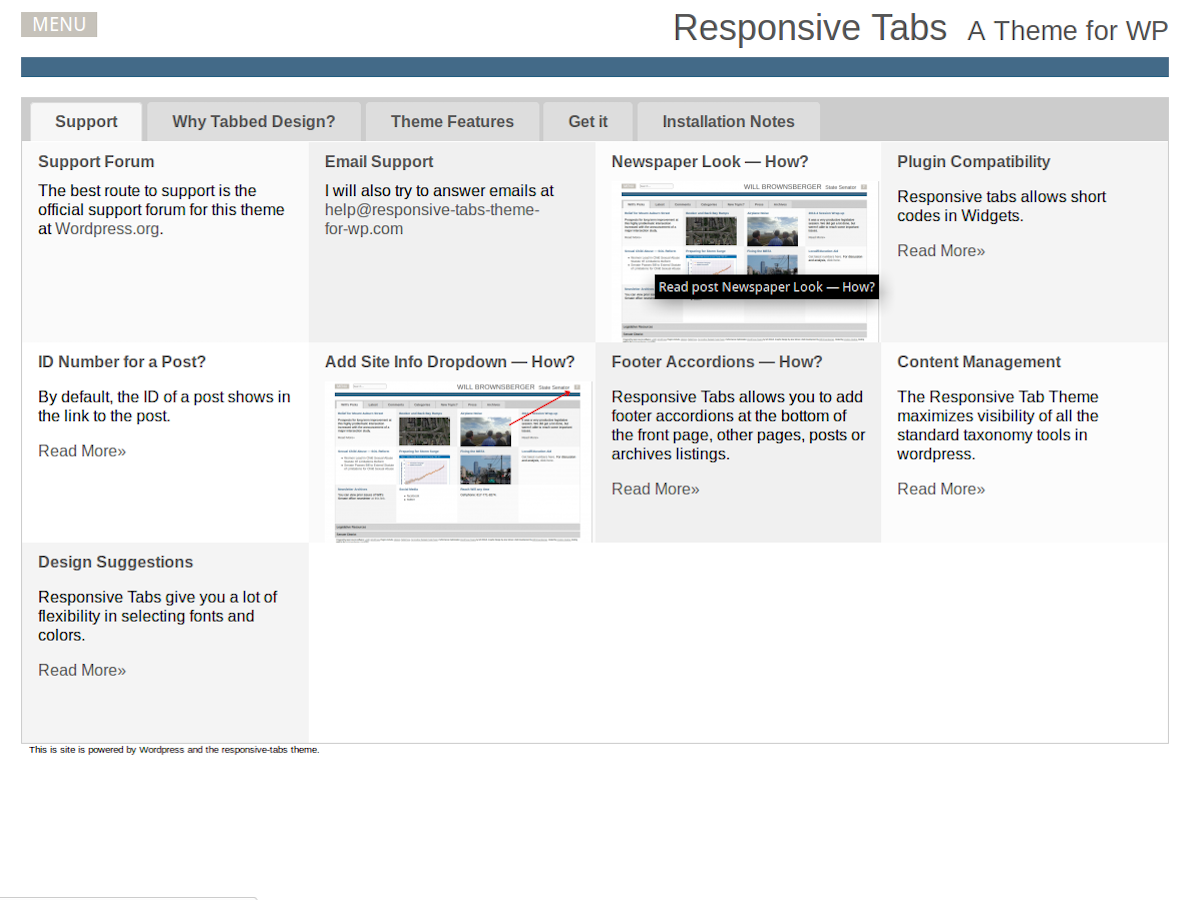 MENU
Responsive Tabs A Theme for WP
Support
Why Tabbed Design?
Theme Features
Get it
Installation Notes
Support Forum
The best route to support is the
official support forum for this theme
at Wordpress.org.
Email Support
I will also try to answer emails at
help@responsive-tabs-theme-
for-wp.com
Newspaper Look — How?
WILL BROWNSBERGER State Senator
Read post Newspaper Look — How?
Plugin Compatibility
Responsive tabs allows short
codes in Widgets.
Read More»
ID Number for a Post?
By default, the ID of a post shows in
the link to the post.
Read More»
Add Site Info Dropdown — How?
WILL BROWNSBERGER State Senator
Footer Accordions — How?
Responsive Tabs allows you to add
footer accordions at the bottom of
the front page, other pages, posts or
archives listings.
Read More»
Content Management
The Responsive Tab Theme
maximizes visibility of all the
standard taxonomy tools in
wordpress.
Read More»
Design Suggestions
Responsive Tabs give you a lot of
flexibility in selecting fonts and
colors.
Read More»
This is site is powered by Wordpress and the responsive-tabs theme.